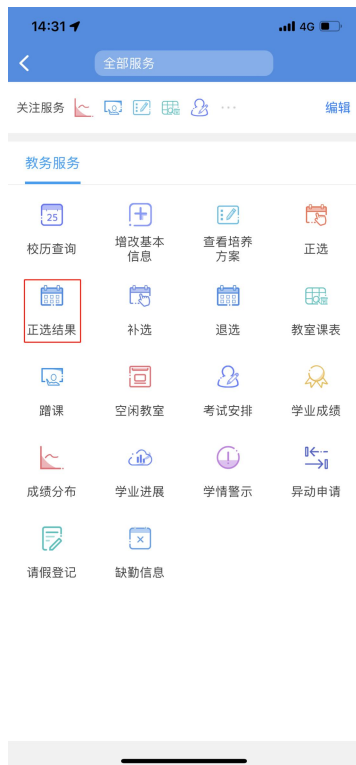 14:31 4G
全部服务
关注服务 ... 编辑
教务服务
25
校历查询 增改基本信息 查看培养方案 正选
正选结果 补选 退选 教室课表
蹭课 空闲教室 考试安排 学业成绩
成绩分布 学业进展 学情警示 异动申请
请假登记 缺勤信息